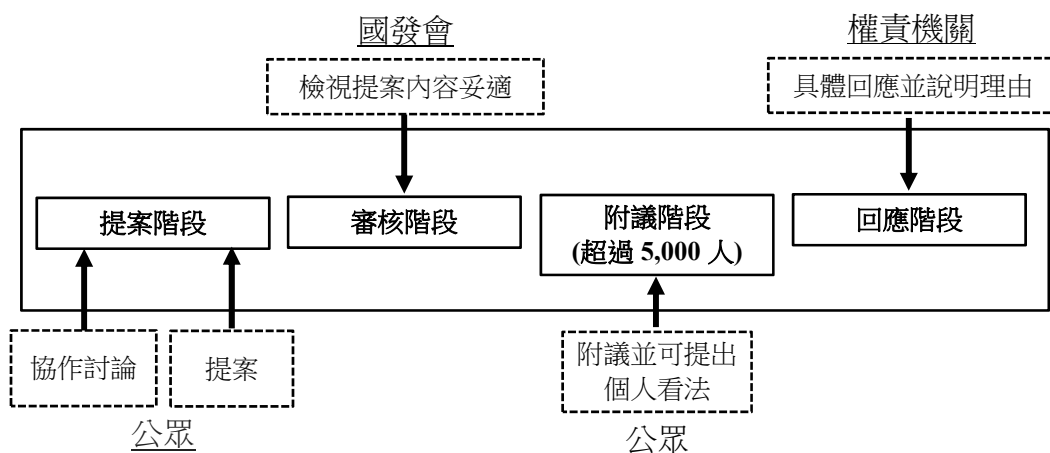 國發會
權責機關
檢視提案內容妥適
具體回應並說明理由
提案階段
審核階段
附議階段
(超過 5,000 人)
回應階段
協作討論
提案
附議並可提出
個人看法
公眾
公眾